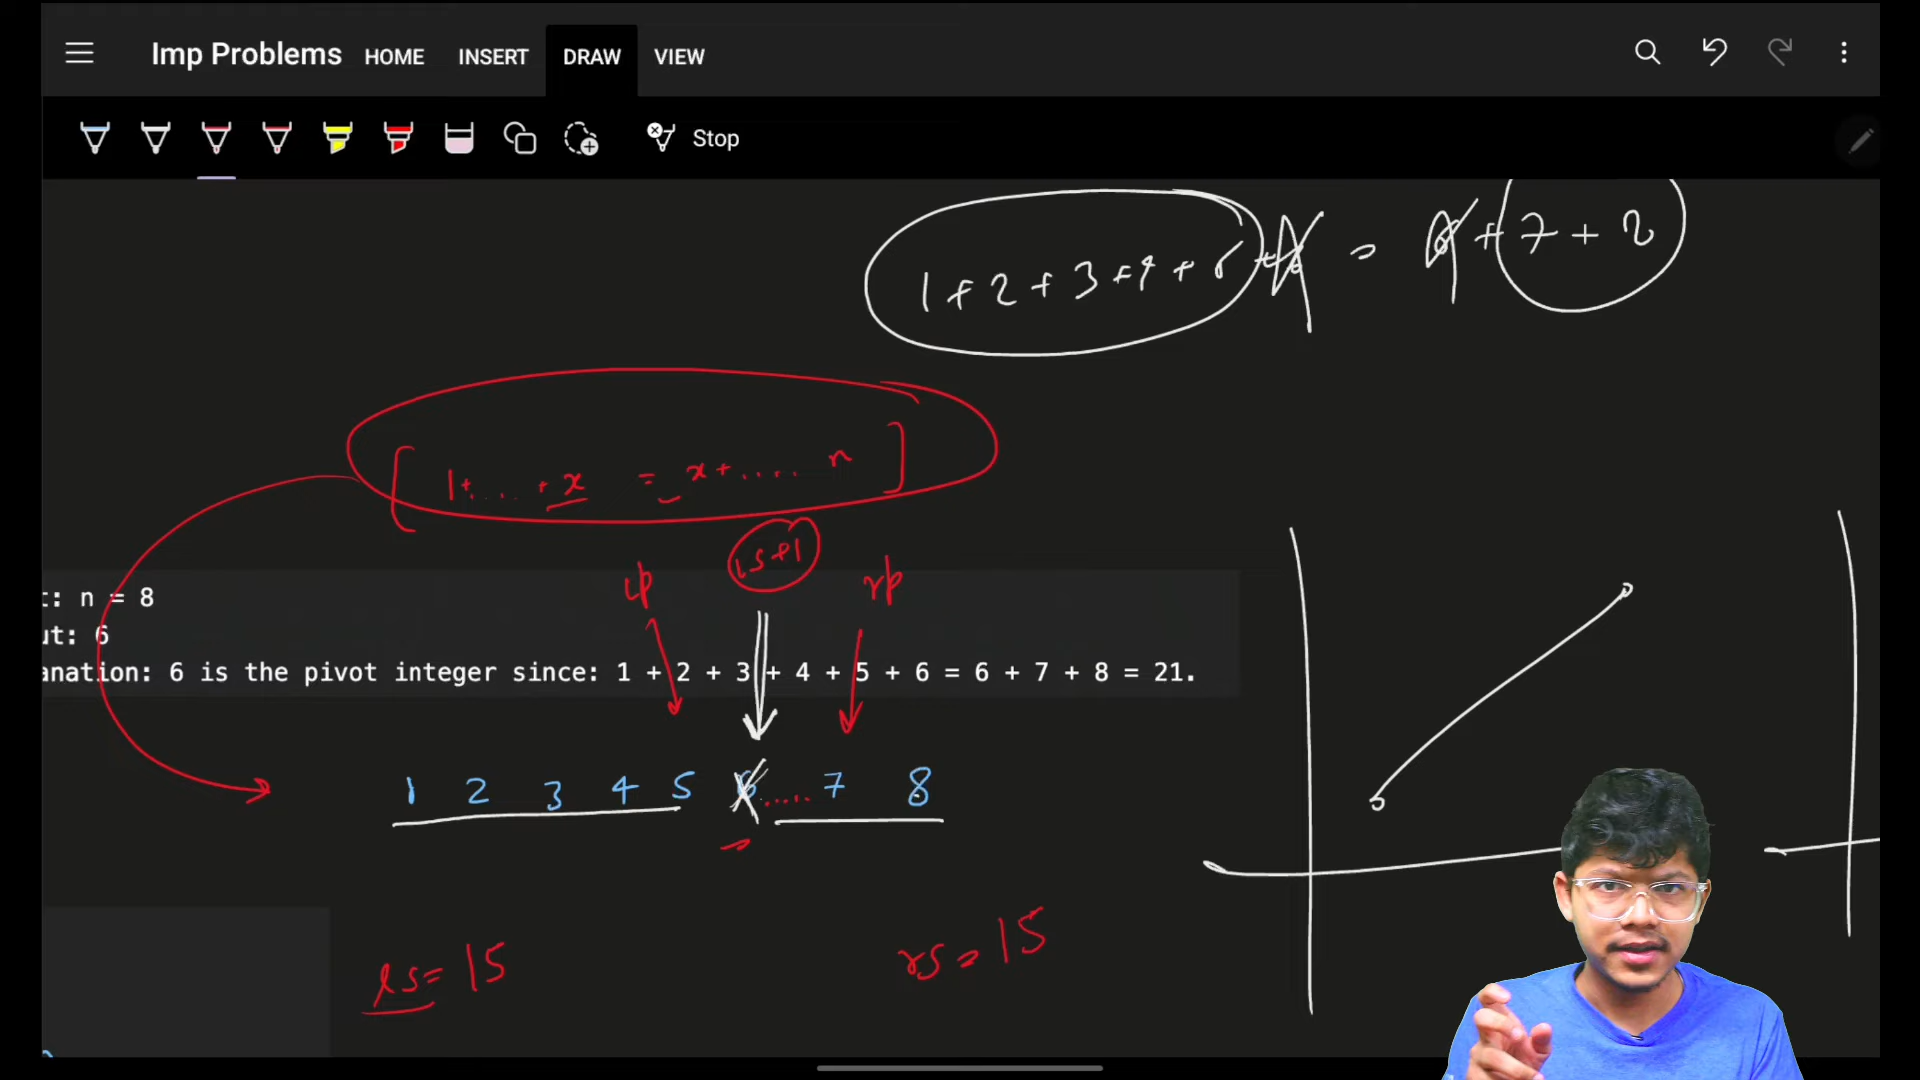 Imp Problems HOME INSERT DRAW VIEW
Stop
1 + 2 + 3 + 4 + 5 + 6 = 6 + 7 + 8
1+.... + x = x + .... n
ls+1
lp
rp
t: n = 8
ut: 6
anation: 6 is the pivot integer since: 1 + 2 + 3 + 4 + 5 + 6 = 6 + 7 + 8 = 21.
1 2 3 4 5 6 ..... 7 8
ls = 15
rs = 15